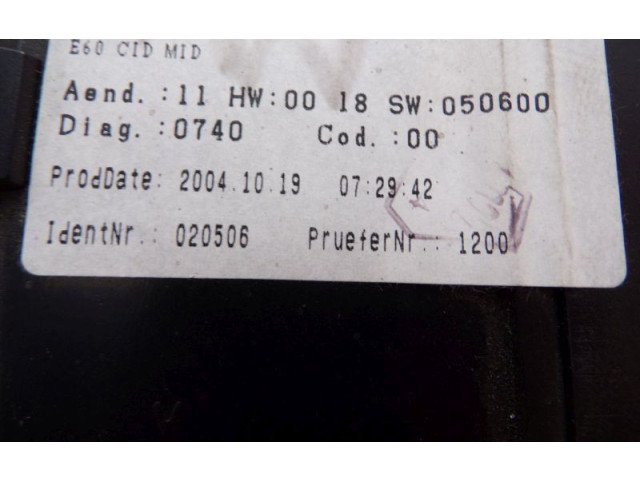 E60 CID MID
Aend. :11 HW:00 18 SW:050600
Diag. :0740 Cod. :00
ProdDate: 2004.10.19 07:29:42
IdentNr.: 020506 PrueferNr.: 1200